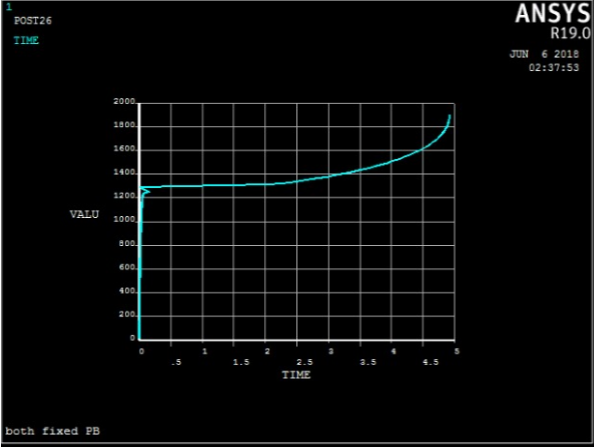 1
POST26
TIME
ANSYS
R19.0
JUN 6 2018
02:37:53
2000
1800
1600
1400
1200
1000
800
600
400
200
0
VALU
0 1 2 3 4 5
.5 1.5 2.5 3.5 4.5
TIME
both fixed PB